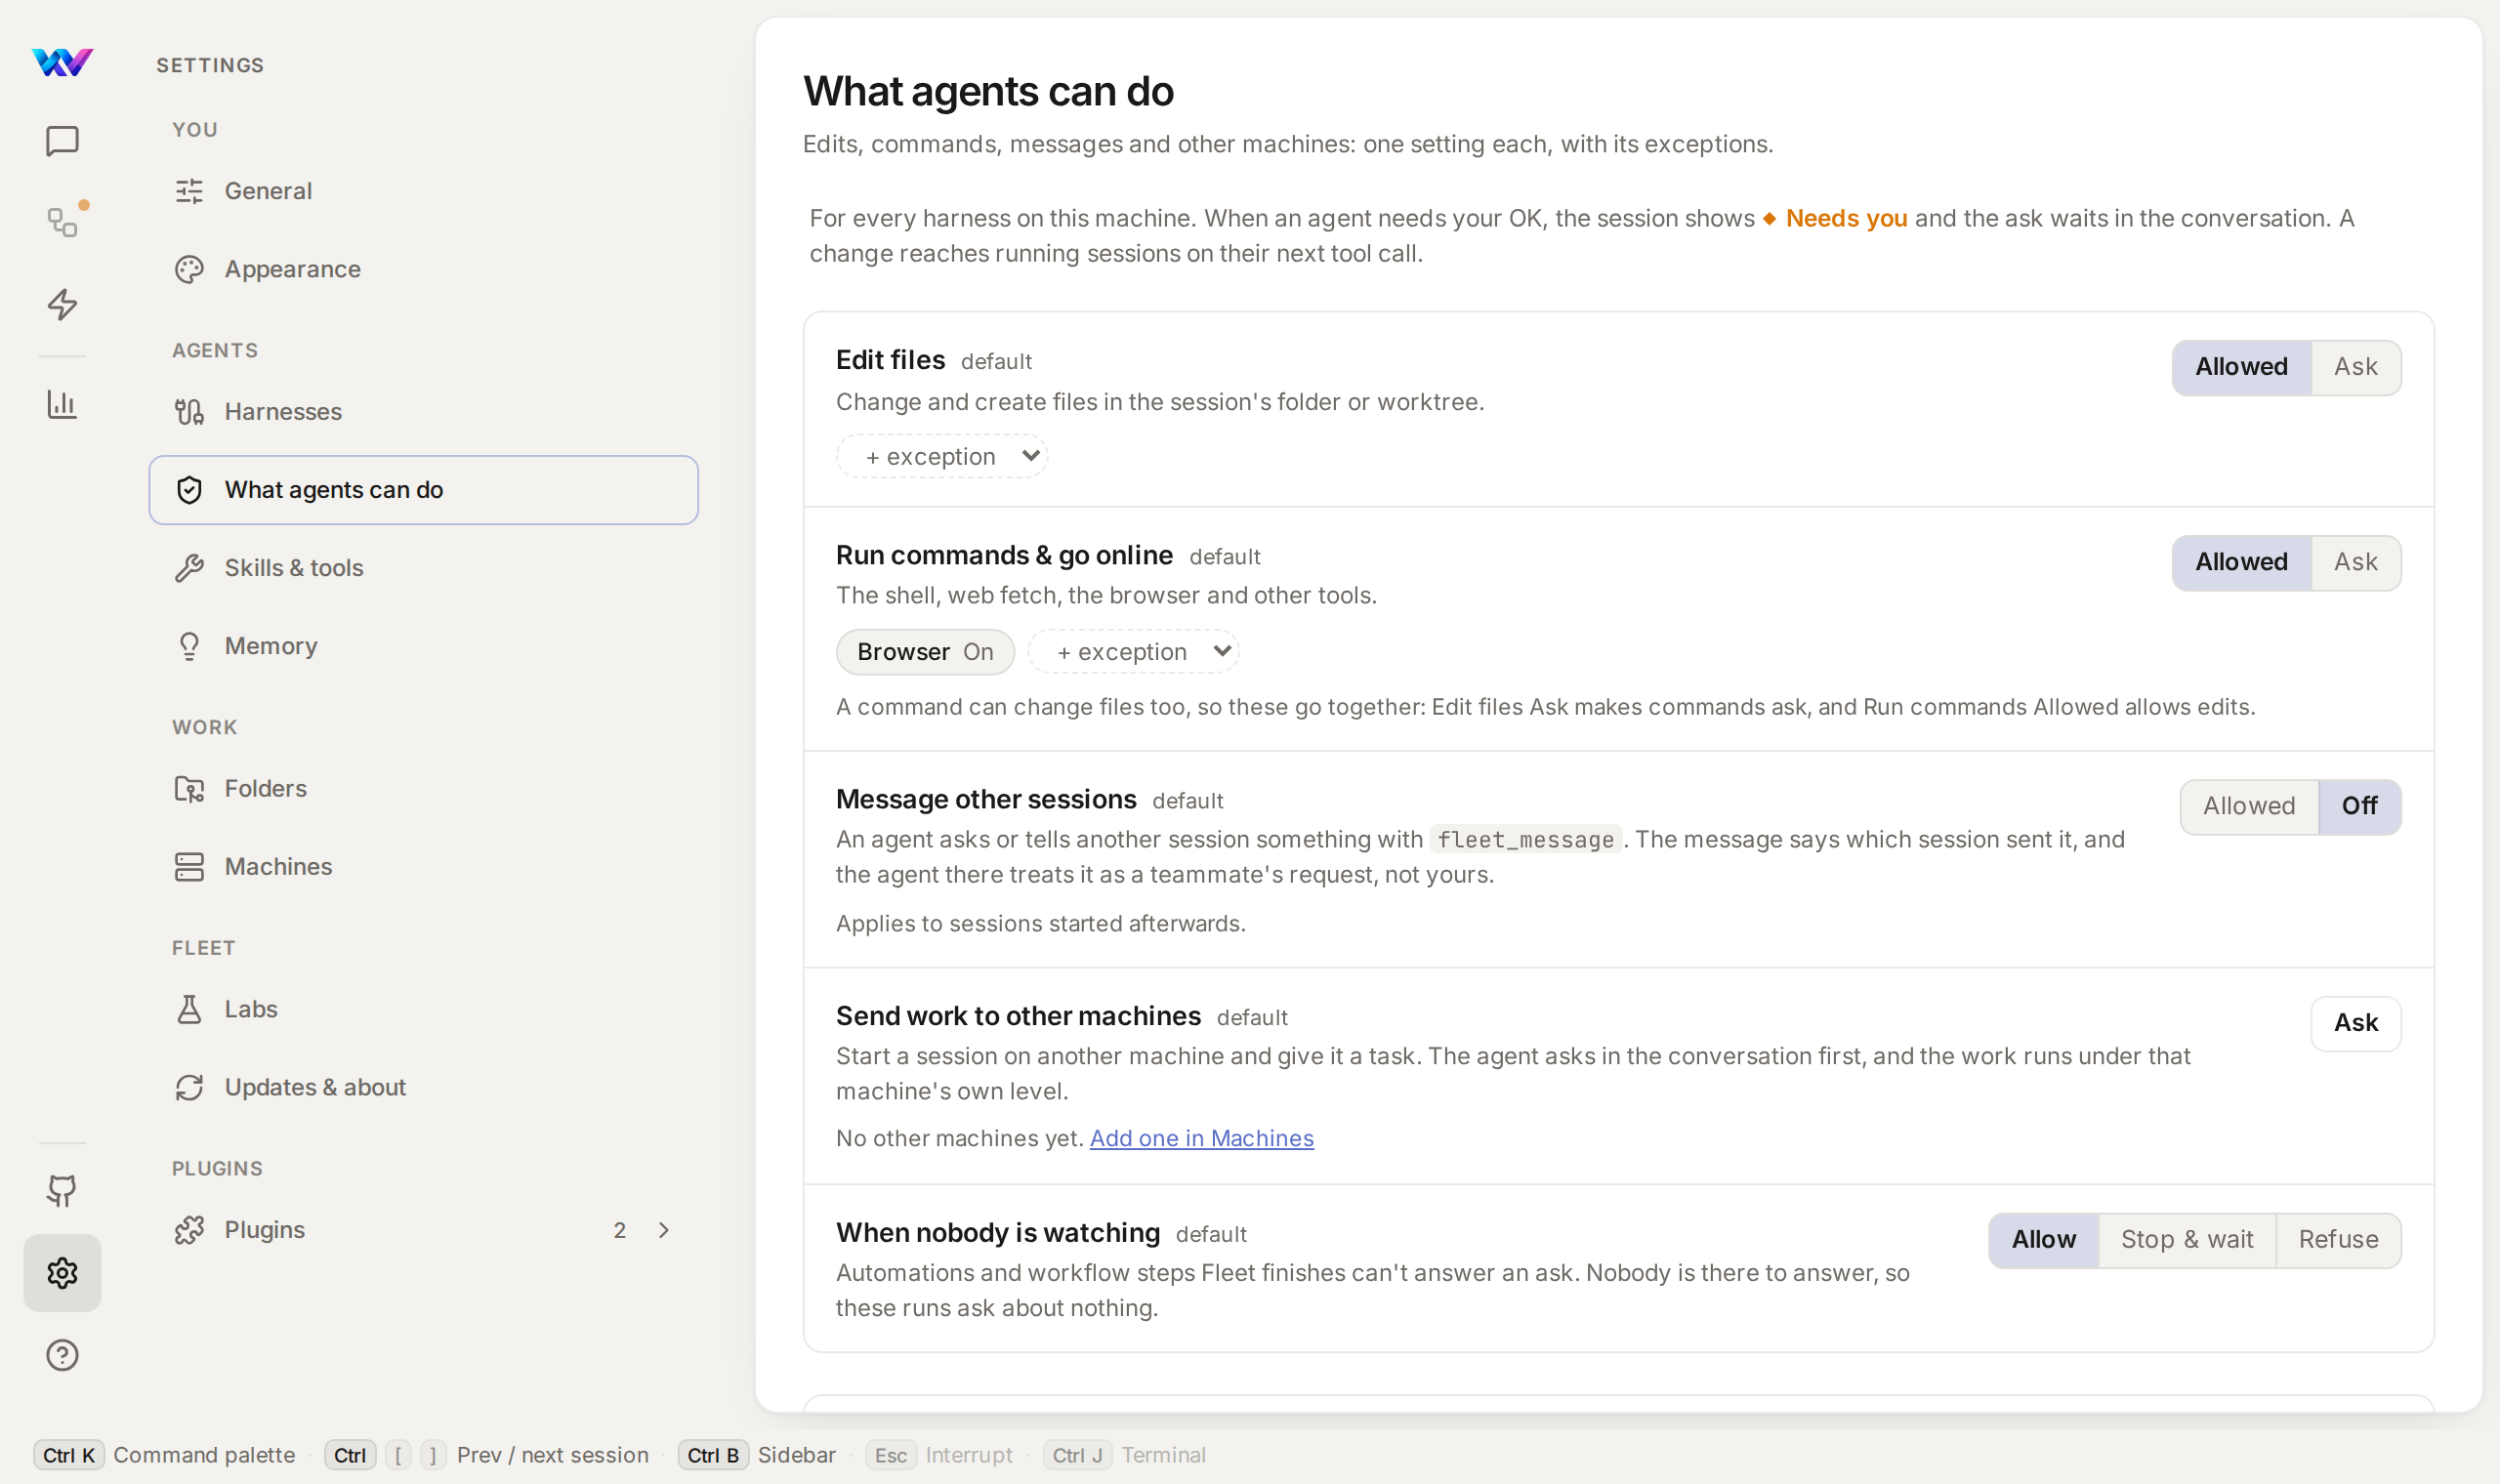 SETTINGS
YOU
General
Appearance
AGENTS
Harnesses
What agents can do
Skills & tools
Memory
WORK
Folders
Machines
FLEET
Labs
Updates & about
PLUGINS
Plugins 2
What agents can do
Edits, commands, messages and other machines: one setting each, with its exceptions.
For every harness on this machine. When an agent needs your OK, the session shows ◆ Needs you and the ask waits in the conversation. A
change reaches running sessions on their next tool call.
Edit files default
Allowed Ask
Change and create files in the session's folder or worktree.
+ exception
Run commands & go online default
Allowed Ask
The shell, web fetch, the browser and other tools.
Browser On + exception
A command can change files too, so these go together: Edit files Ask makes commands ask, and Run commands Allowed allows edits.
Message other sessions default
Allowed Off
An agent asks or tells another session something with fleet_message. The message says which session sent it, and
the agent there treats it as a teammate's request, not yours.
Applies to sessions started afterwards.
Send work to other machines default
Ask
Start a session on another machine and give it a task. The agent asks in the conversation first, and the work runs under that
machine's own level.
No other machines yet. Add one in Machines
When nobody is watching default
Allow Stop & wait Refuse
Automations and workflow steps Fleet finishes can't answer an ask. Nobody is there to answer, so
these runs ask about nothing.
Ctrl K Command palette · Ctrl [ ] Prev / next session · Ctrl B Sidebar · Esc Interrupt · Ctrl J Terminal